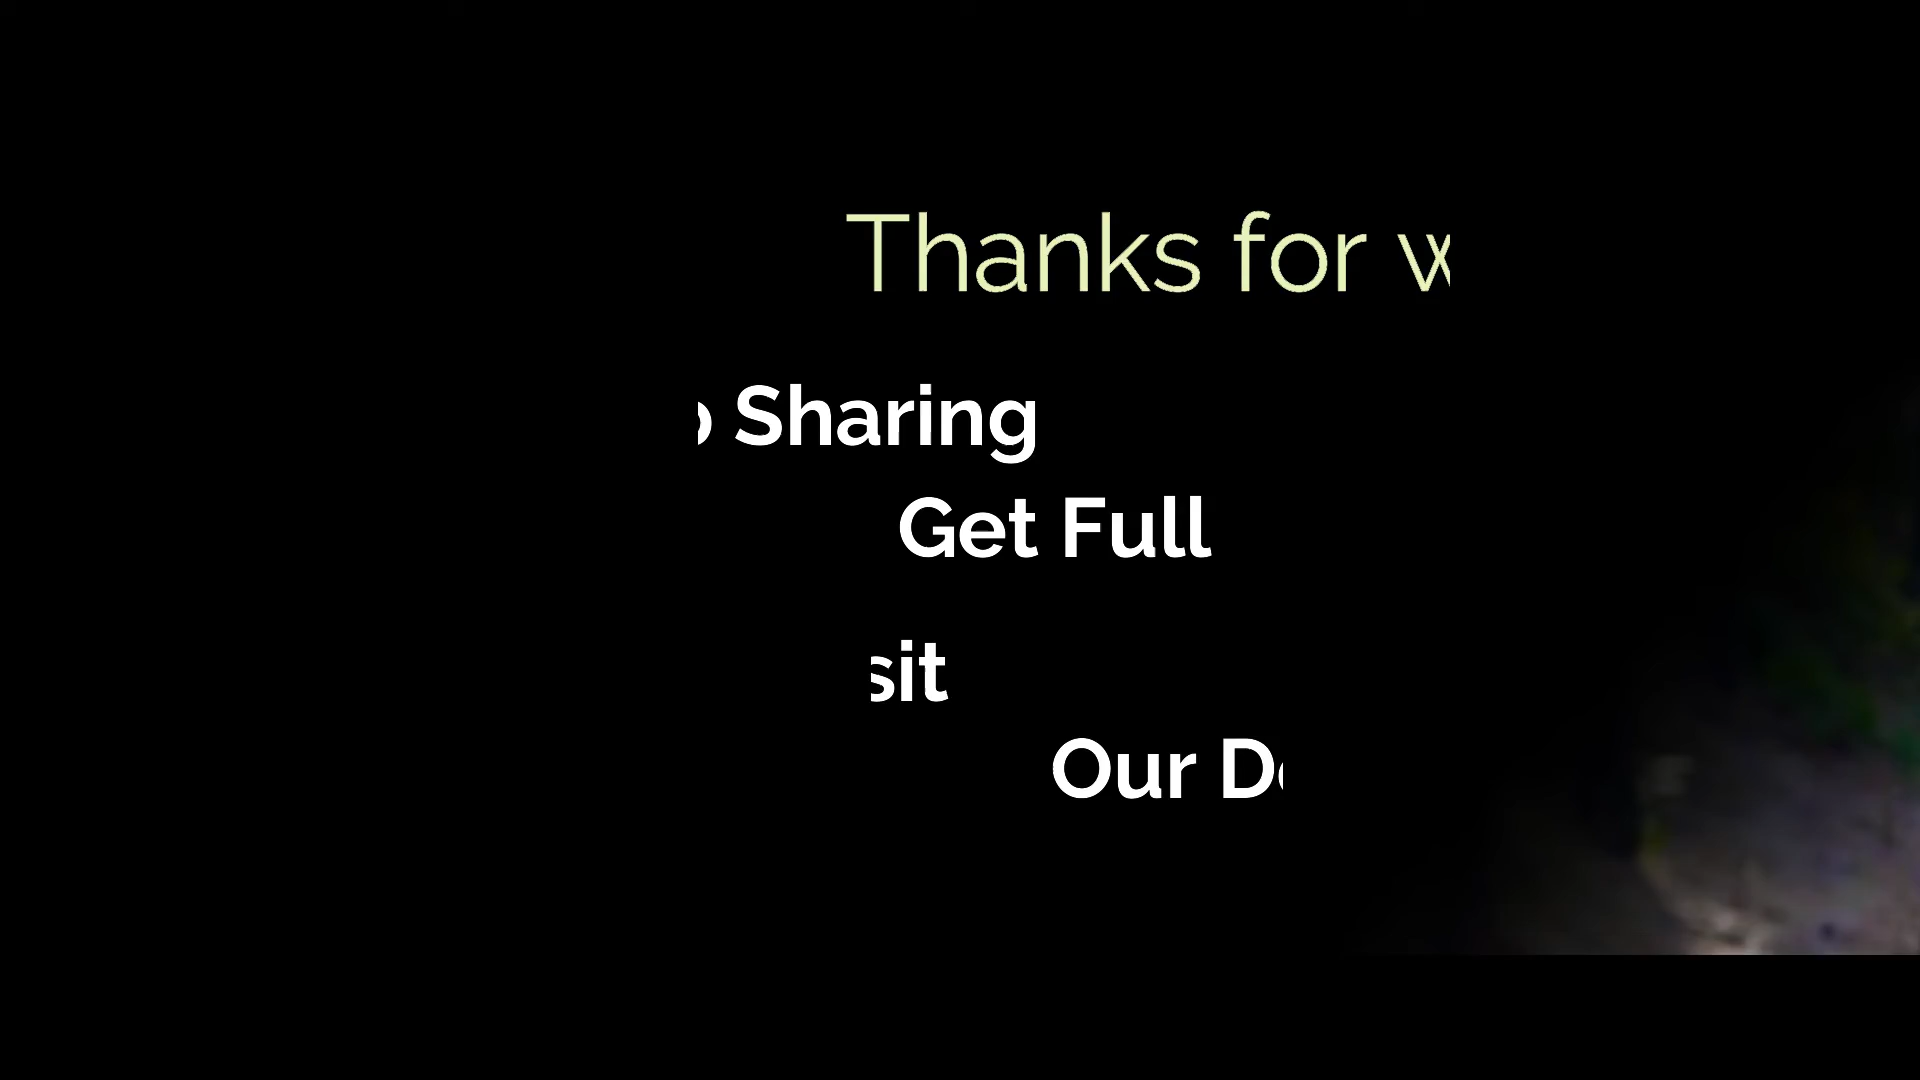 Thanks for
Sharing
Get Full
sit
Our